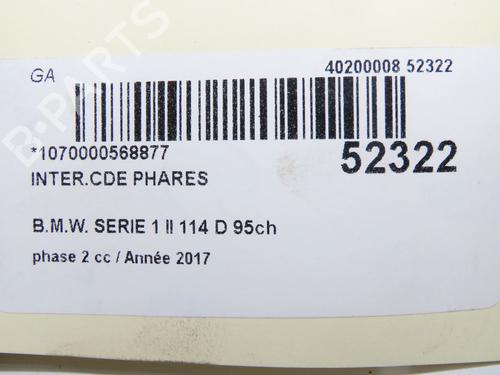 GA
40200008 52322
*1070000568877
52322
INTER.CDE PHARES
B.M.W. SERIE 1 II 114 D 95ch
phase 2 cc / Année 2017
B-PARTS